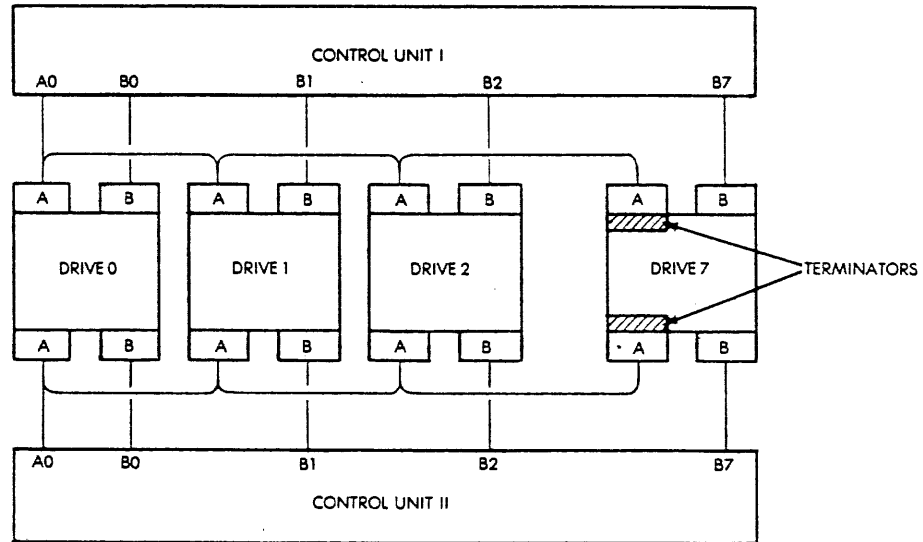 CONTROL UNIT I
A0 B0 B1 B2 B7
A B A B A B A B
DRIVE 0 DRIVE 1 DRIVE 2 DRIVE 7 TERMINATORS
A B A B A B A B
A0 B0 B1 B2 B7
CONTROL UNIT II